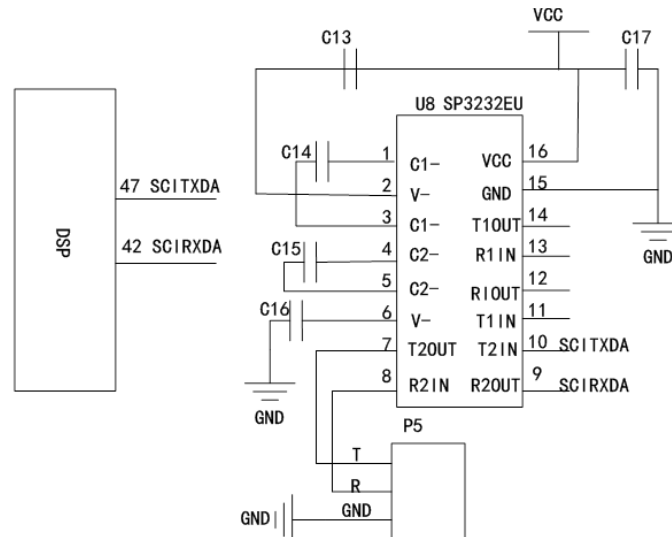 VCC
C13
C17
U8 SP3232EU
C14
1
C1-
VCC
16
2
V-
GND
15
47 SCITXDA
3
C1-
T1OUT
14
GND
DSP
42 SCIRXDA
C15
4
C2-
R1IN
13
5
C2-
RIOUT
12
C16
6
V-
T1IN
11
7
T2OUT
T2IN
10
SCITXDA
8
R2IN
R2OUT
9
SCIRXDA
GND
P5
T
R
GND
GND